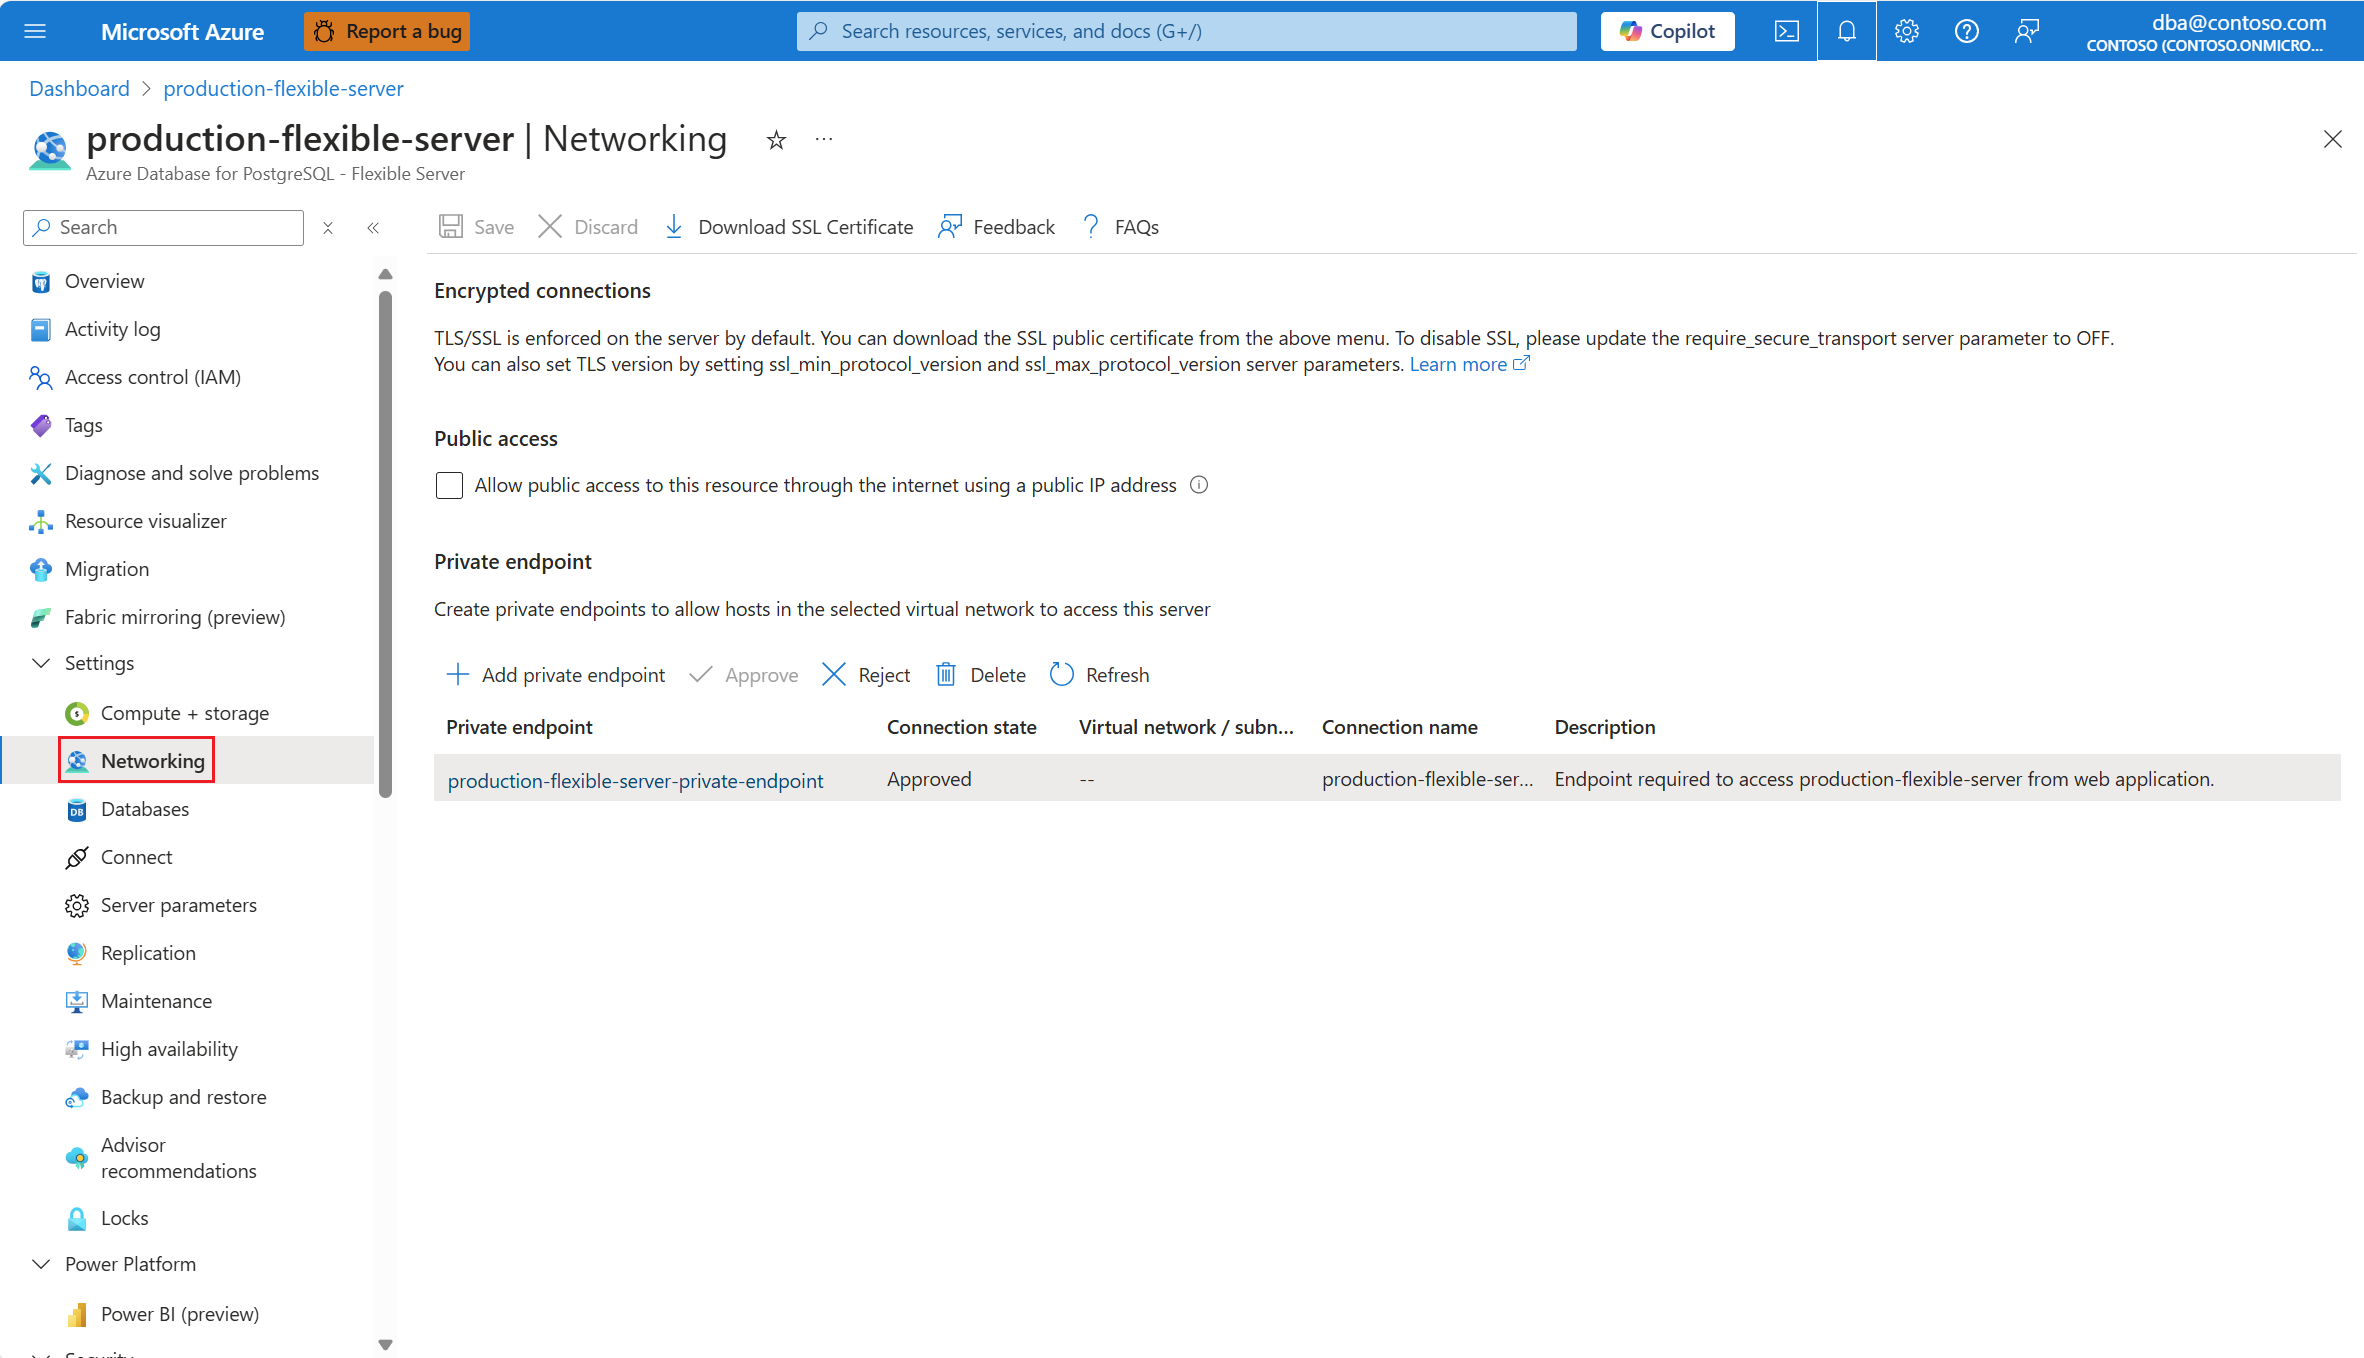 Microsoft Azure
Report a bug
Search resources, services, and docs (G+/)
Copilot
dba@contoso.com
CONTOSO (CONTOSO.ONMICRO...
Dashboard > production-flexible-server
production-flexible-server | Networking
Azure Database for PostgreSQL - Flexible Server
Search
Overview
Activity log
Access control (IAM)
Tags
Diagnose and solve problems
Resource visualizer
Migration
Fabric mirroring (preview)
Settings
Compute + storage
Networking
Databases
Connect
Server parameters
Replication
Maintenance
High availability
Backup and restore
Advisor
recommendations
Locks
Power Platform
Power BI (preview)
Security
Save Discard Download SSL Certificate Feedback FAQs
Encrypted connections
TLS/SSL is enforced on the server by default. You can download the SSL public certificate from the above menu. To disable SSL, please update the require_secure_transport server parameter to OFF.
You can also set TLS version by setting ssl_min_protocol_version and ssl_max_protocol_version server parameters. Learn more
Public access
Allow public access to this resource through the internet using a public IP address
Private endpoint
Create private endpoints to allow hosts in the selected virtual network to access this server
Add private endpoint Approve Reject Delete Refresh
Private endpoint Connection state Virtual network / subn... Connection name Description
production-flexible-server-private-endpoint Approved -- production-flexible-ser... Endpoint required to access production-flexible-server from web application.